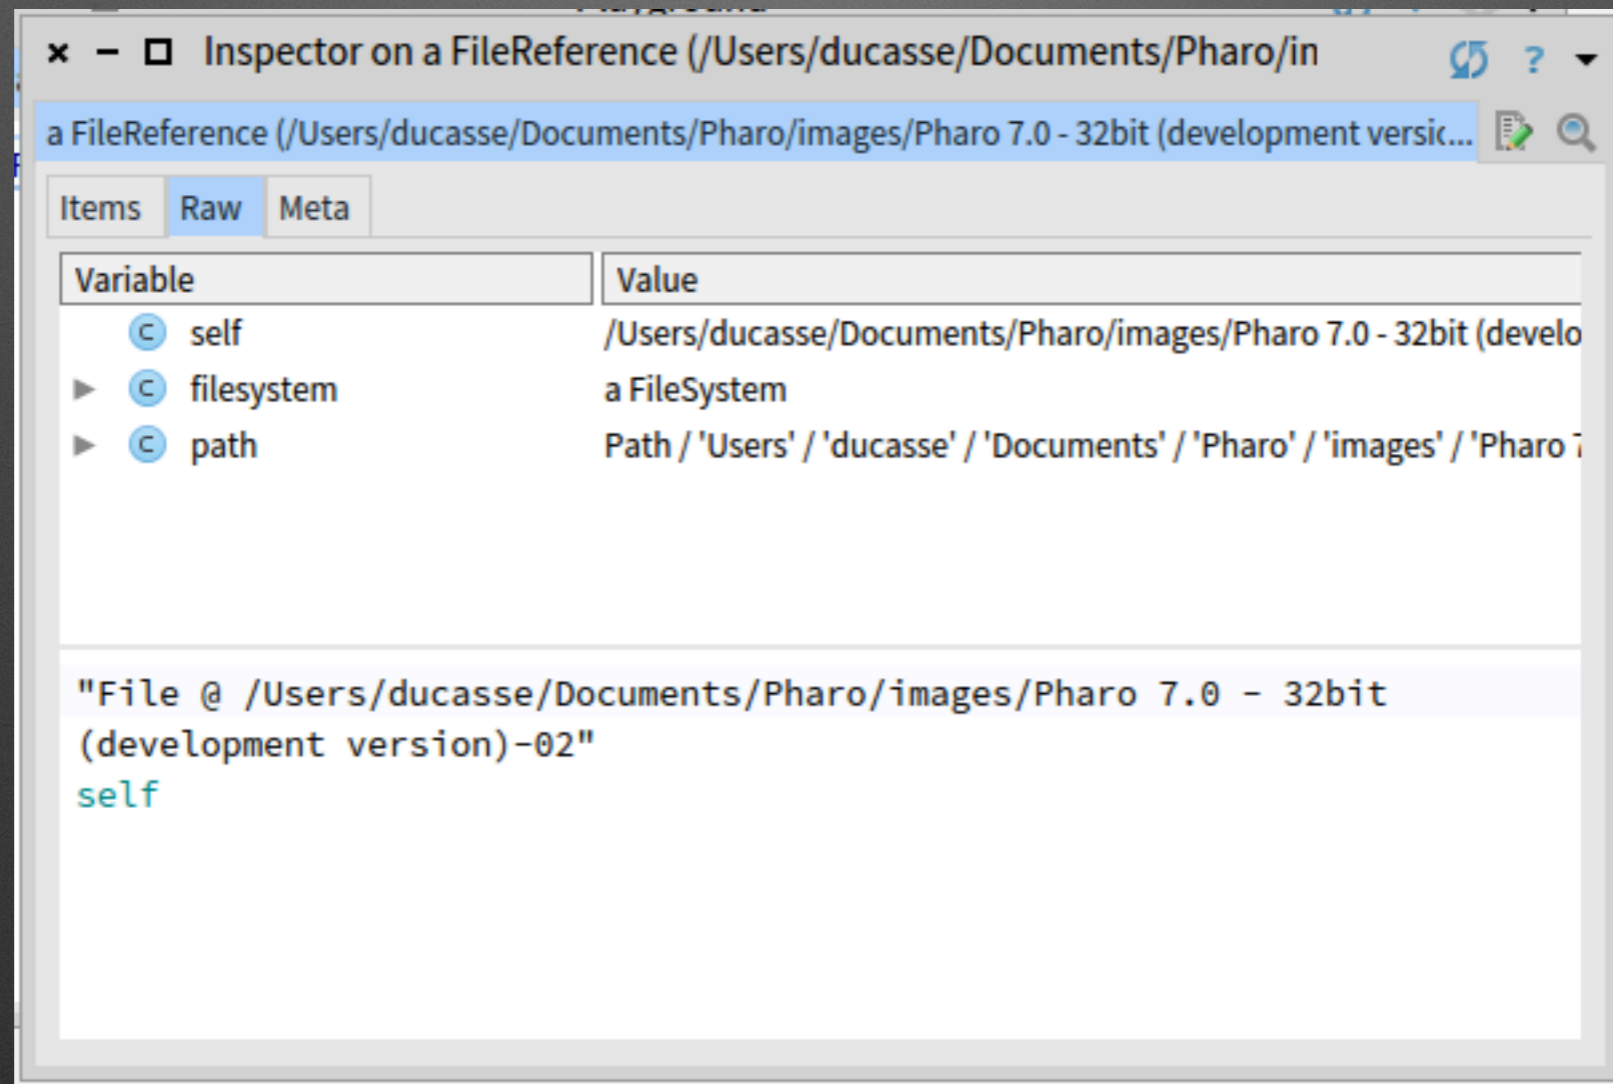 Inspector on a FileReference (/Users/ducasse/Documents/Pharo/in
?
a FileReference (/Users/ducasse/Documents/Pharo/images/Pharo 7.0 - 32bit (development versic...
Items Raw Meta
Variable Value
C self /Users/ducasse/Documents/Pharo/images/Pharo 7.0 - 32bit (develo
C filesystem a FileSystem
C path Path / 'Users' / 'ducasse' / 'Documents' / 'Pharo' / 'images' / 'Pharo 7
"File @ /Users/ducasse/Documents/Pharo/images/Pharo 7.0 - 32bit
(development version)-02"
self